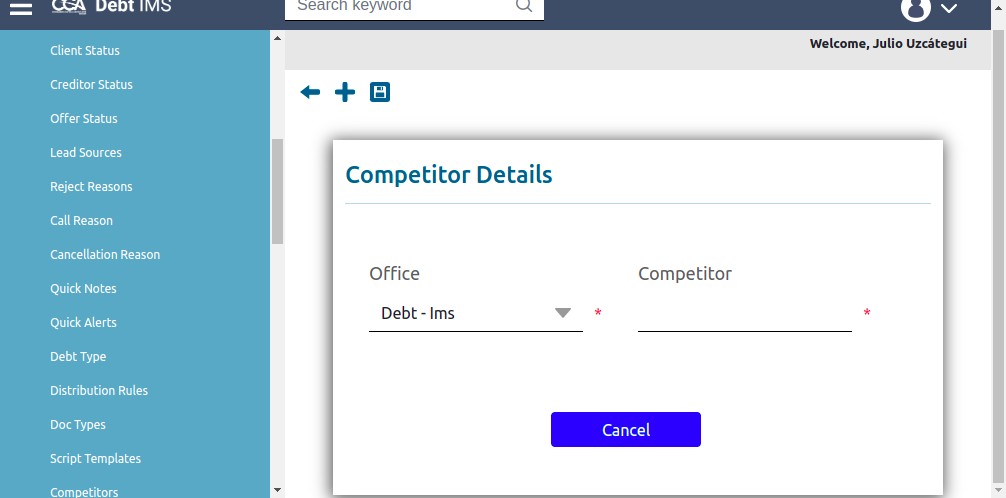 CCA Debt IMS
Search keyword
Welcome, Julio Uzcátegui
Client Status
Creditor Status
Offer Status
Lead Sources
Reject Reasons
Call Reason
Cancellation Reason
Quick Notes
Quick Alerts
Debt Type
Distribution Rules
Doc Types
Script Templates
Competitors
Competitor Details
Office
Competitor
Debt - Ims
*
*
Cancel